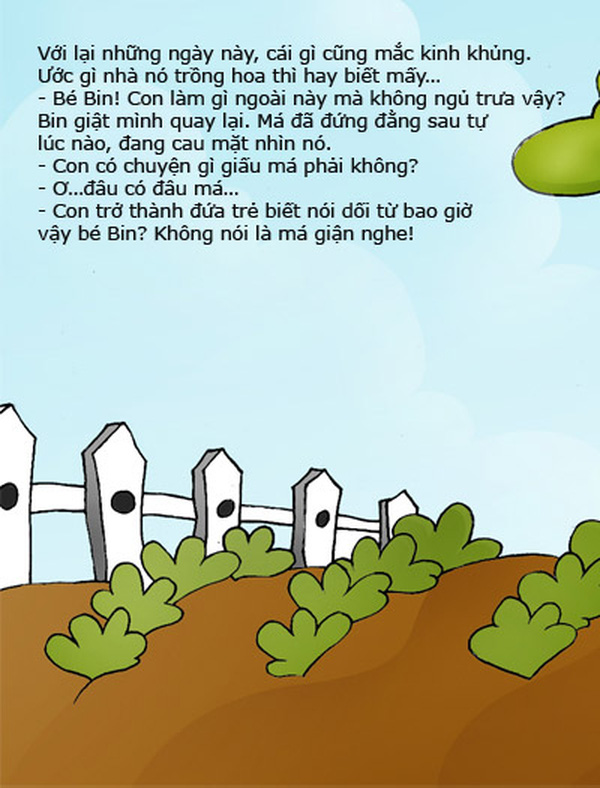 Với lại những ngày này, cái gì cũng mắc kinh khủng.
Ước gì nhà nó trồng hoa thì hay biết mấy...
- Bé Bin! Con làm gì ngoài này mà không ngủ trưa vậy?
Bin giật mình quay lại. Má đã đứng đằng sau tự
lúc nào, đang cau mặt nhìn nó.
- Con có chuyện gì giấu má phải không?
- Ơ...đâu có đâu má...
- Con trở thành đứa trẻ biết nói dối từ bao giờ
vậy bé Bin? Không nói là má giận nghe!